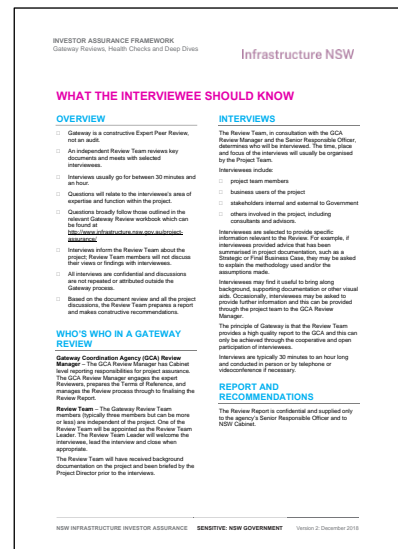 INVESTOR ASSURANCE FRAMEWORK
Gateway Reviews, Health Checks and Deep Dives
Infrastructure NSW
WHAT THE INTERVIEWEE SHOULD KNOW
OVERVIEW
Gateway is a constructive Expert Peer Review,
not an audit.
An independent Review Team reviews key
documents and meets with selected
interviewees.
Interviews usually go for between 30 minutes and
an hour.
Questions will relate to the interviewee's area of
expertise and function within the project.
Questions broadly follow those outlined in the
relevant Gateway Review workbook which can
be found at
http://www.infrastructure.nsw.gov.au/project-
assurance/
Interviews inform the Review Team about the
project; Review Team members will not discuss
their views or findings with interviewees.
All interviews are confidential and discussions
are not repeated or attributed outside the
Gateway process.
Based on the document review and all the project
discussions, the Review Team prepares a report
and makes constructive recommendations.
WHO'S WHO IN A GATEWAY
REVIEW
Gateway Coordination Agency (GCA) Review
Manager – The GCA Review Manager has Cabinet
level reporting responsibilities for project assurance.
The GCA Review Manager engages the expert
Reviewers, prepares the Terms of Reference, and
manages the Review process through to finalising the
Review Report.
Review Team – The Gateway Review Team
members (typically three members but can be more
or less) are independent of the project. One of the
Review Team will be appointed as the Review Team
Leader. The Review Team Leader will welcome the
interviewees, lead the interview and close when
appropriate.
The Review Team will have received background
documentation on the project and been briefed by the
Project Director prior to the interviews.
INTERVIEWS
The Review Team, in consultation with the GCA
Review Manager and the Senior Responsible Officer,
determines who will be interviewed. The time, place
and focus of the interviews will usually be organised
by the Project Team.
Interviewees include:
project team members
business users of the project
stakeholders internal and external to Government
others involved in the project, including
consultants and advisors.
Interviewees are selected to provide specific
information relevant to the Review. For example, if
interviewees provided advice that has been
summarised in project documentation, such as a
Strategic or Final Business Case, they may be asked
to explain the methodology used and/or the
assumptions made.
Interviewees may find it useful to bring along
background, supporting documentation or other visual
aids. Occasionally, interviewees may be asked to
provide further information and this can be provided
through the project team to the GCA Review
Manager.
The principle of Gateway is that the Review Team
provides a high quality report to the GCA and this can
only be achieved through the cooperative and open
participation of interviewees.
Interviews are typically 30 minutes to an hour long
and conducted in person or by telephone or
videoconference if necessary.
REPORT AND
RECOMMENDATIONS
The Review Report is confidential and supplied only
to the agency's Senior Responsible Officer and to
NSW Cabinet.
NSW INFRASTRUCTURE INVESTOR ASSURANCE SENSITIVE: NSW GOVERNMENT Version 2: December 2018